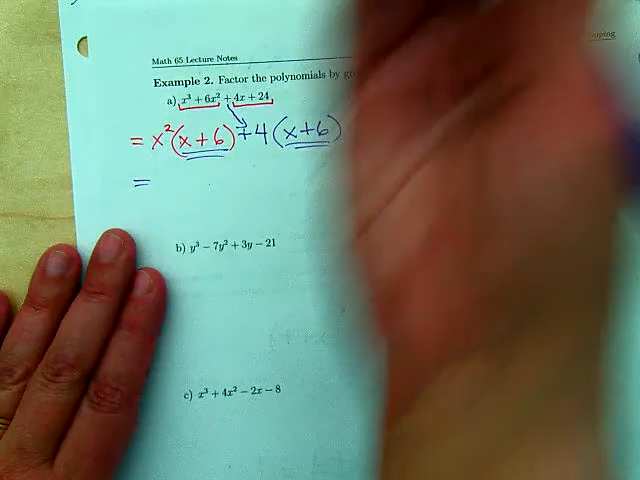 Math 65 Lecture Notes
Example 2. Factor the polynomials by
a) x³ + 6x² + 4x + 24
= x²(x+6) + 4(x+6)
=
b) y³ − 7y² + 3y − 21
c) x³ + 4x² − 2x − 8